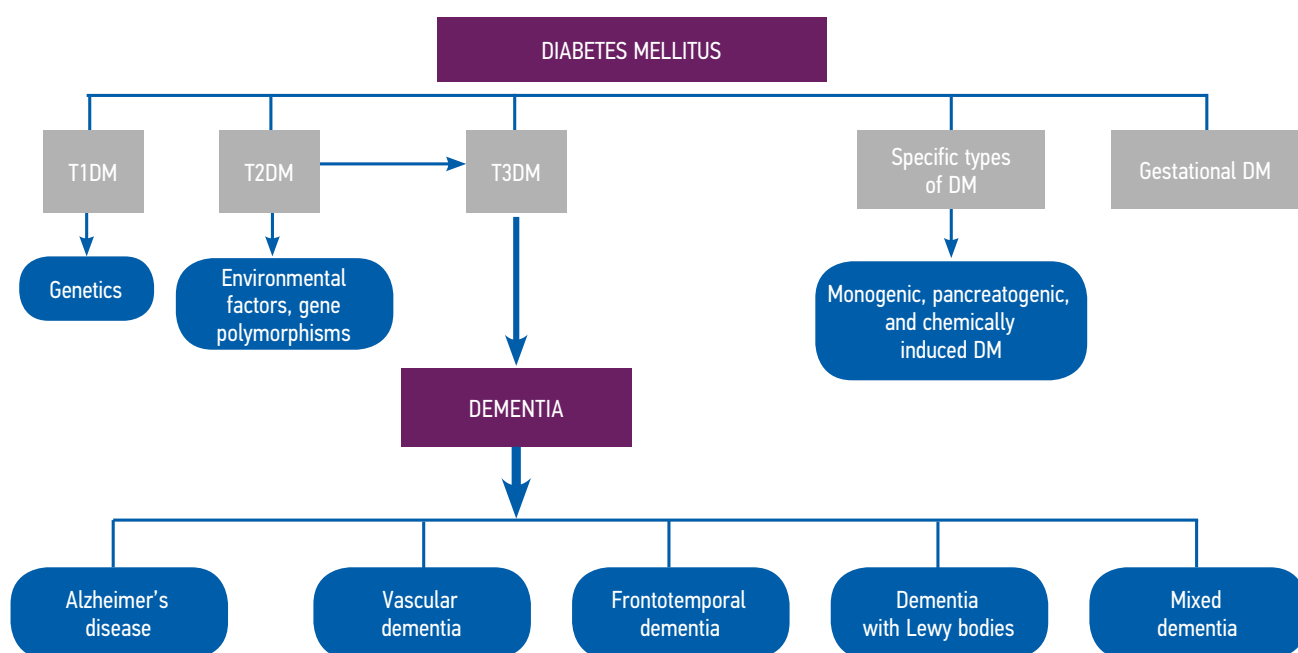 DIABETES MELLITUS
T1DM
T2DM
T3DM
Specific types
of DM
Gestational DM
Genetics
Environmental
factors, gene
polymorphisms
Monogenic, pancreatogenic,
and chemically
induced DM
DEMENTIA
Alzheimer's
disease
Vascular
dementia
Frontotemporal
dementia
Dementia
with Lewy bodies
Mixed
dementia